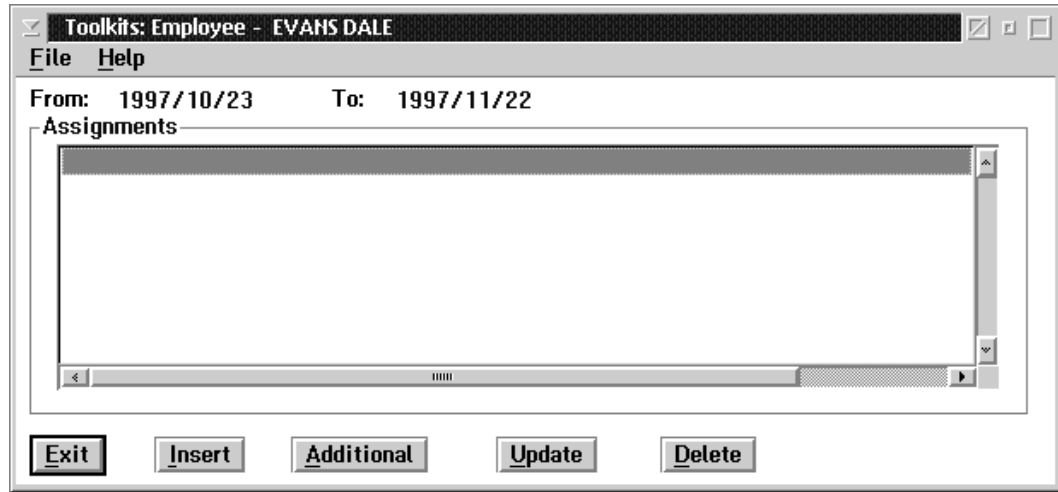 Toolkits: Employee - EVANS DALE
File Help
From: 1997/10/23 To: 1997/11/22
Assignments
Exit Insert Additional Update Delete